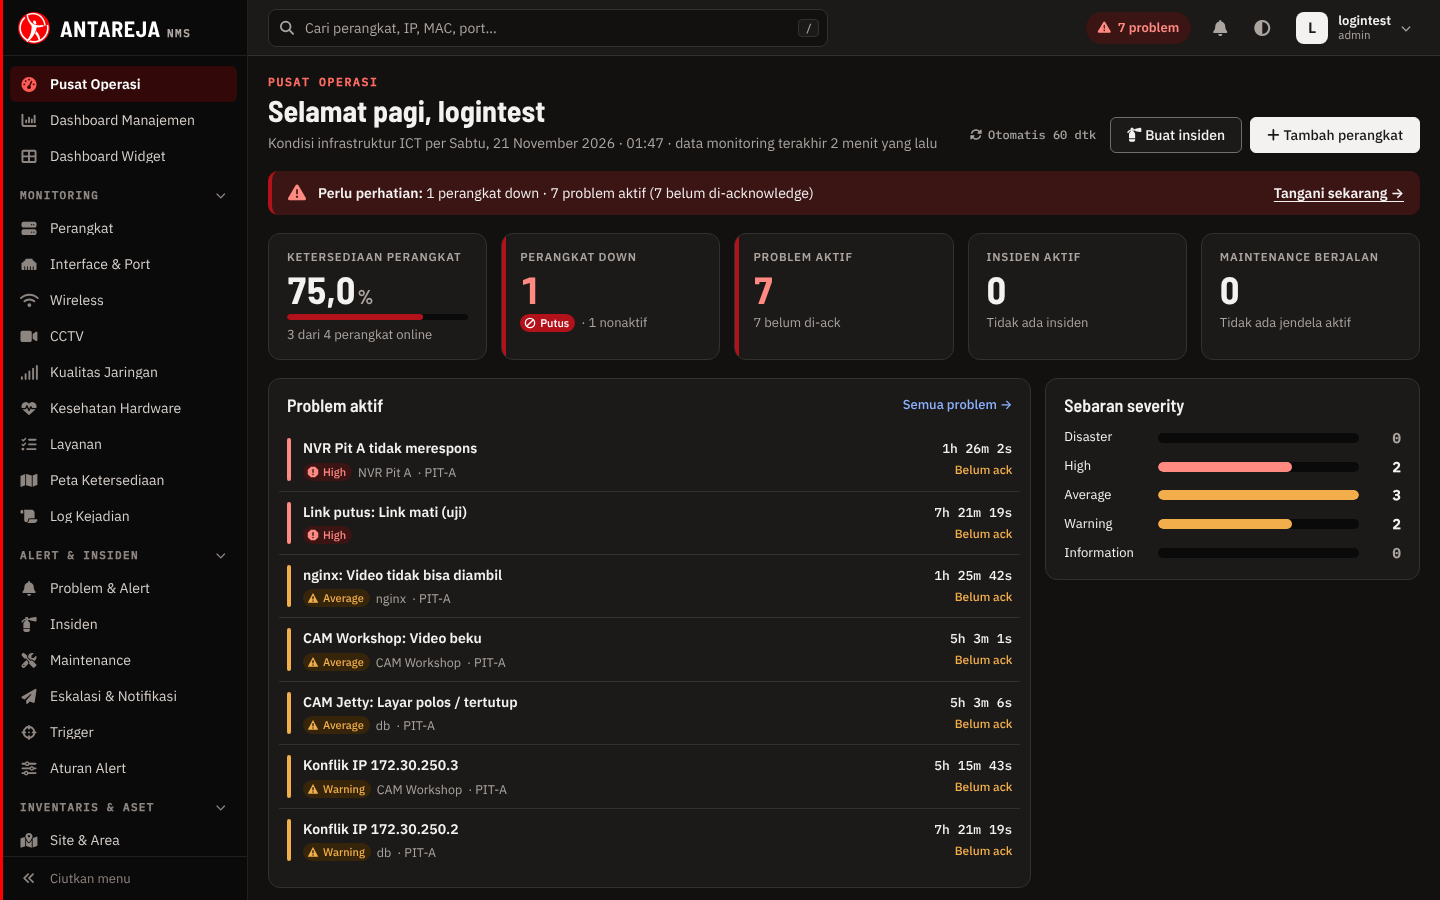 ANTAREJA NMS
Cari perangkat, IP, MAC, port...
/
7 problem
L
logintest
admin
Pusat Operasi
Dashboard Manajemen
Dashboard Widget
MONITORING
Perangkat
Interface & Port
Wireless
CCTV
Kualitas Jaringan
Kesehatan Hardware
Layanan
Peta Ketersediaan
Log Kejadian
ALERT & INSIDEN
Problem & Alert
Insiden
Maintenance
Eskalasi & Notifikasi
Trigger
Aturan Alert
INVENTARIS & ASET
Site & Area
Ciutkan menu
PUSAT OPERASI
Selamat pagi, logintest
Kondisi infrastruktur ICT per Sabtu, 21 November 2026 · 01:47 · data monitoring terakhir 2 menit yang lalu
Otomatis 60 dtk
Buat insiden
+ Tambah perangkat
Perlu perhatian: 1 perangkat down · 7 problem aktif (7 belum di-acknowledge)
Tangani sekarang →
KETERSEDIAAN PERANGKAT
75,0%
3 dari 4 perangkat online
PERANGKAT DOWN
1
Putus · 1 nonaktif
PROBLEM AKTIF
7
7 belum di-ack
INSIDEN AKTIF
0
Tidak ada insiden
MAINTENANCE BERJALAN
0
Tidak ada jendela aktif
Problem aktif
Semua problem →
NVR Pit A tidak merespons
1h 26m 2s
High NVR Pit A · PIT-A
Belum ack
Link putus: Link mati (uji)
7h 21m 19s
High
Belum ack
nginx: Video tidak bisa diambil
1h 25m 42s
Average nginx · PIT-A
Belum ack
CAM Workshop: Video beku
5h 3m 1s
Average CAM Workshop · PIT-A
Belum ack
CAM Jetty: Layar polos / tertutup
5h 3m 6s
Average db · PIT-A
Belum ack
Konflik IP 172.30.250.3
5h 15m 43s
Warning CAM Workshop · PIT-A
Belum ack
Konflik IP 172.30.250.2
7h 21m 19s
Warning db · PIT-A
Belum ack
Sebaran severity
Disaster 0
High 2
Average 3
Warning 2
Information 0